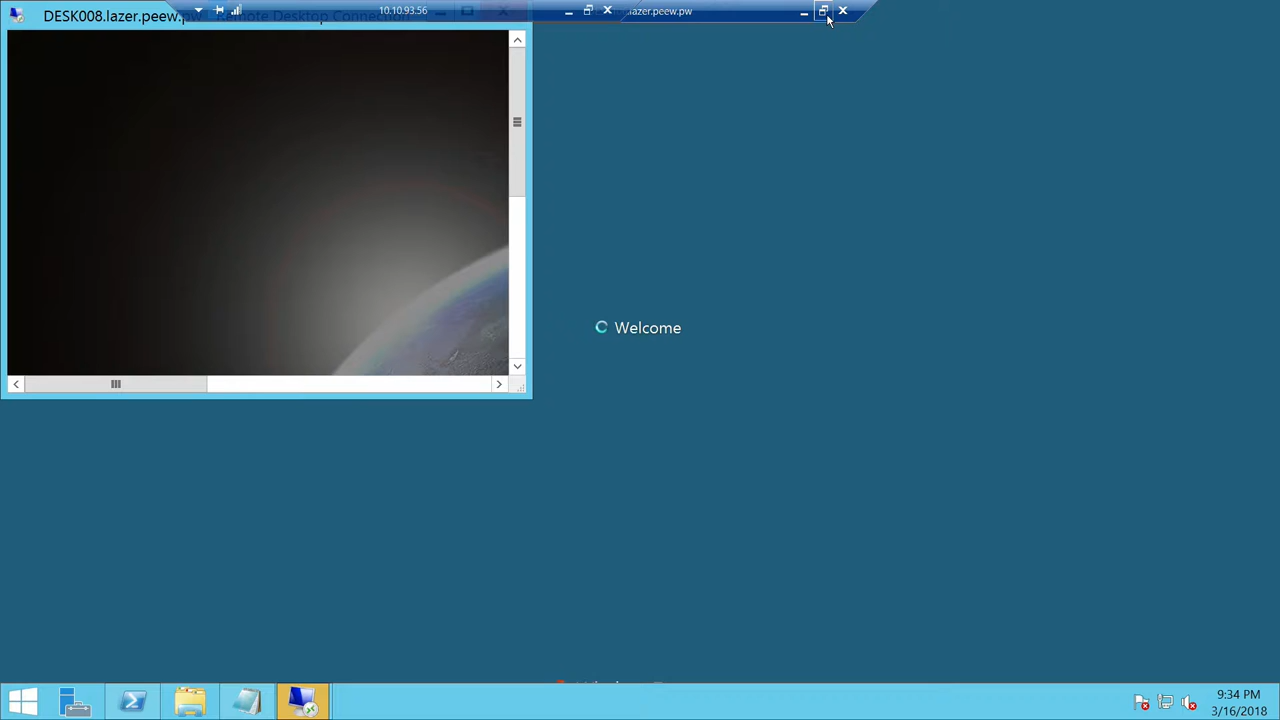 DESK008.lazer.peew.pw - Remote Desktop Connection
10.10.93.56
.lazer.peew.pw
Welcome
9:34 PM
3/16/2018